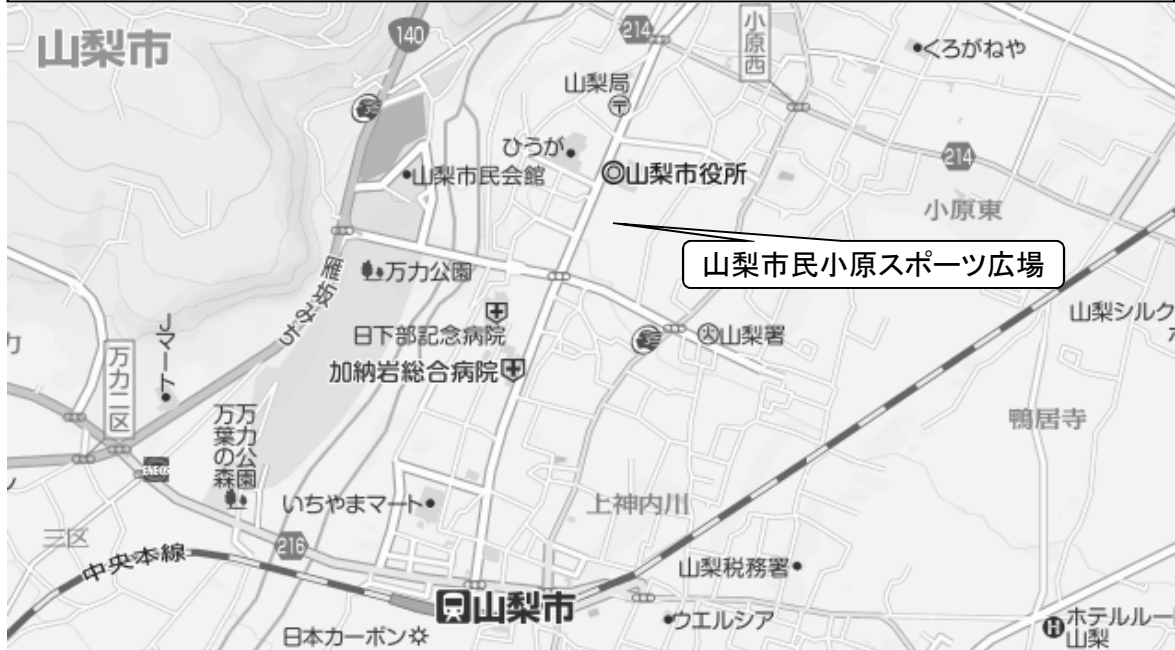 山梨市
140
214
小原西
くろがねや
山梨局
ひうが
山梨市民会館
山梨市役所
214
小原東
山梨市民小原スポーツ広場
雁坂みち
万力公園
日下部記念病院
山梨署
山梨シルク
Jマート
万力二区
加納岩総合病院
鴨居寺
ENEOS
万力公園
万葉の森
いちやまマート
上神内川
三区
216
中央本線
山梨税務署
山梨市
ウエルシア
日本カーボン
H
ホテルルー
山梨